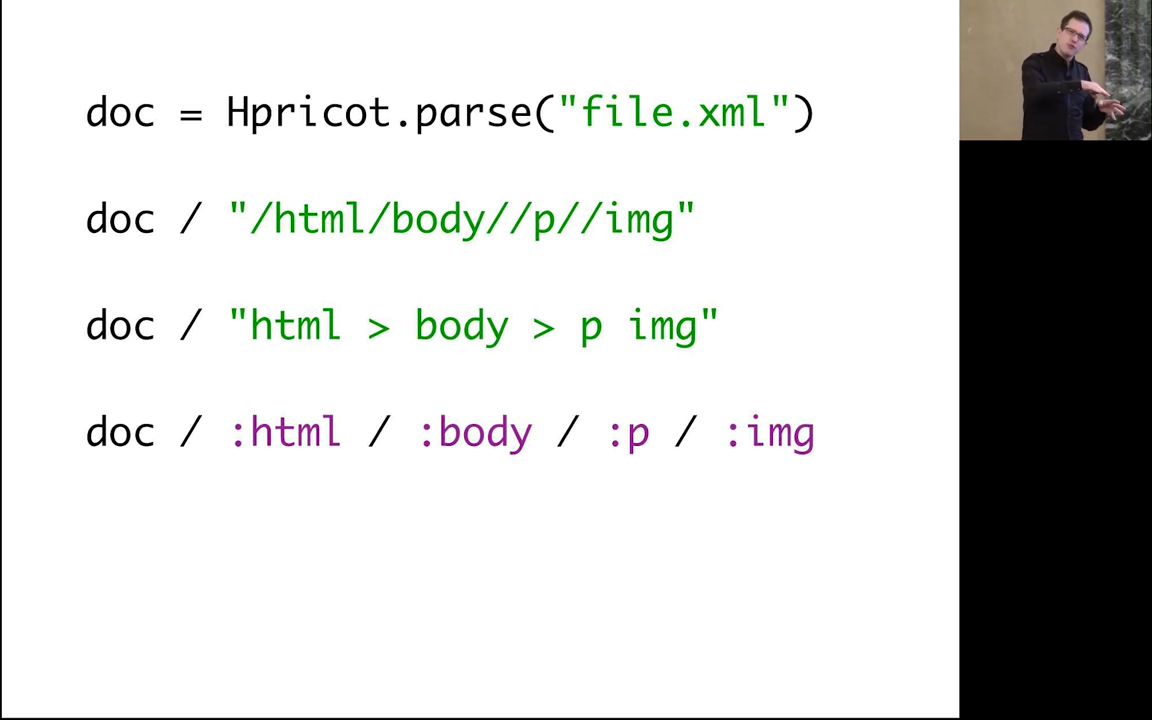 doc = Hpricot.parse("file.xml")
doc / "/html/body//p//img"
doc / "html > body > p img"
doc / :html / :body / :p / :img